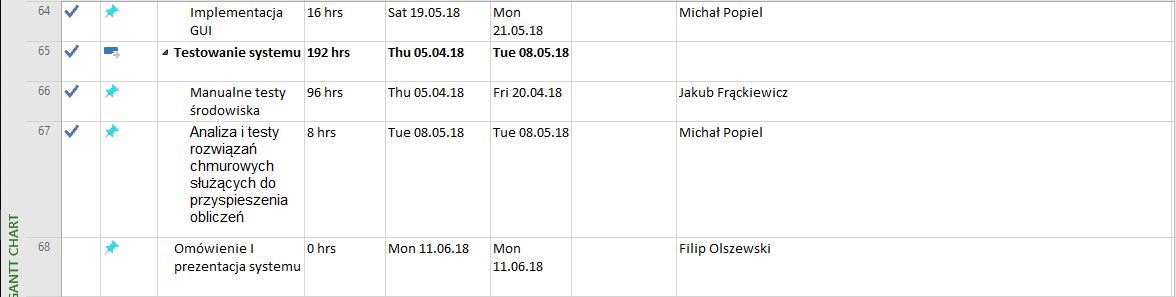 64 Implementacja GUI 16 hrs Sat 19.05.18 Mon 21.05.18 Michał Popiel
65 Testowanie systemu 192 hrs Thu 05.04.18 Tue 08.05.18
66 Manualne testy środowiska 96 hrs Thu 05.04.18 Fri 20.04.18 Jakub Frąckiewicz
67 Analiza i testy rozwiązań chmurowych służących do przyspieszenia obliczeń 8 hrs Tue 08.05.18 Tue 08.05.18 Michał Popiel
68 Omówienie I prezentacja systemu 0 hrs Mon 11.06.18 Mon 11.06.18 Filip Olszewski
GANTT CHART